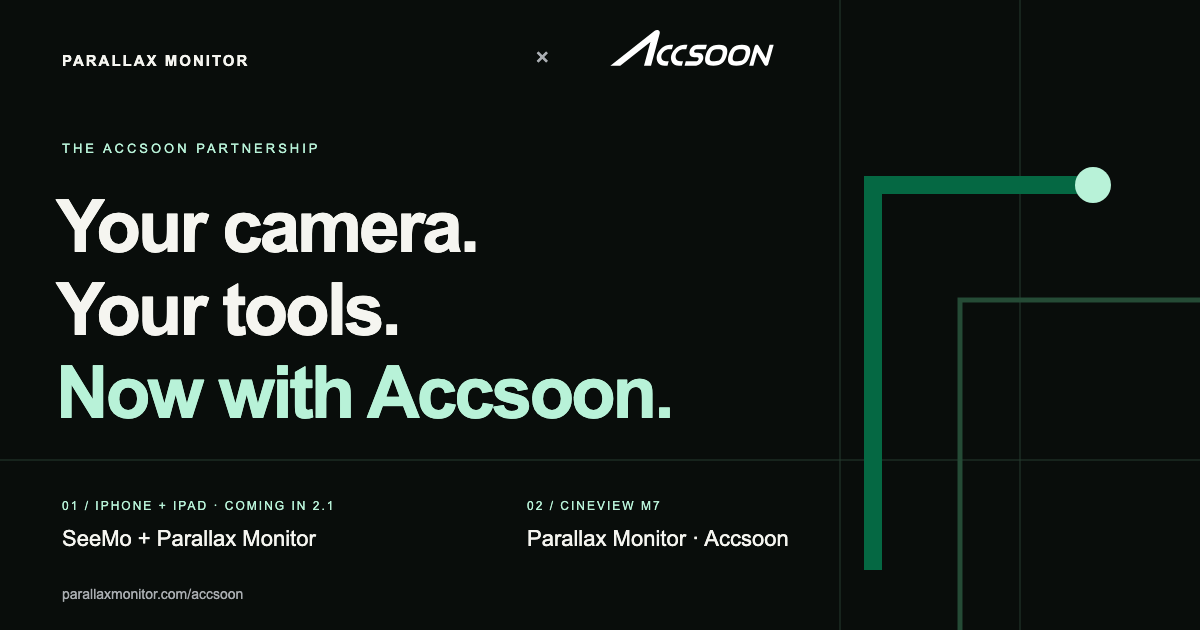 PARALLAX MONITOR × ACCSOON
THE ACCSOON PARTNERSHIP
Your camera.
Your tools.
Now with Accsoon.
01 / IPHONE + IPAD · COMING IN 2.1
SeeMo + Parallax Monitor
02 / CINEVIEW M7
Parallax Monitor · Accsoon
parallaxmonitor.com/accsoon